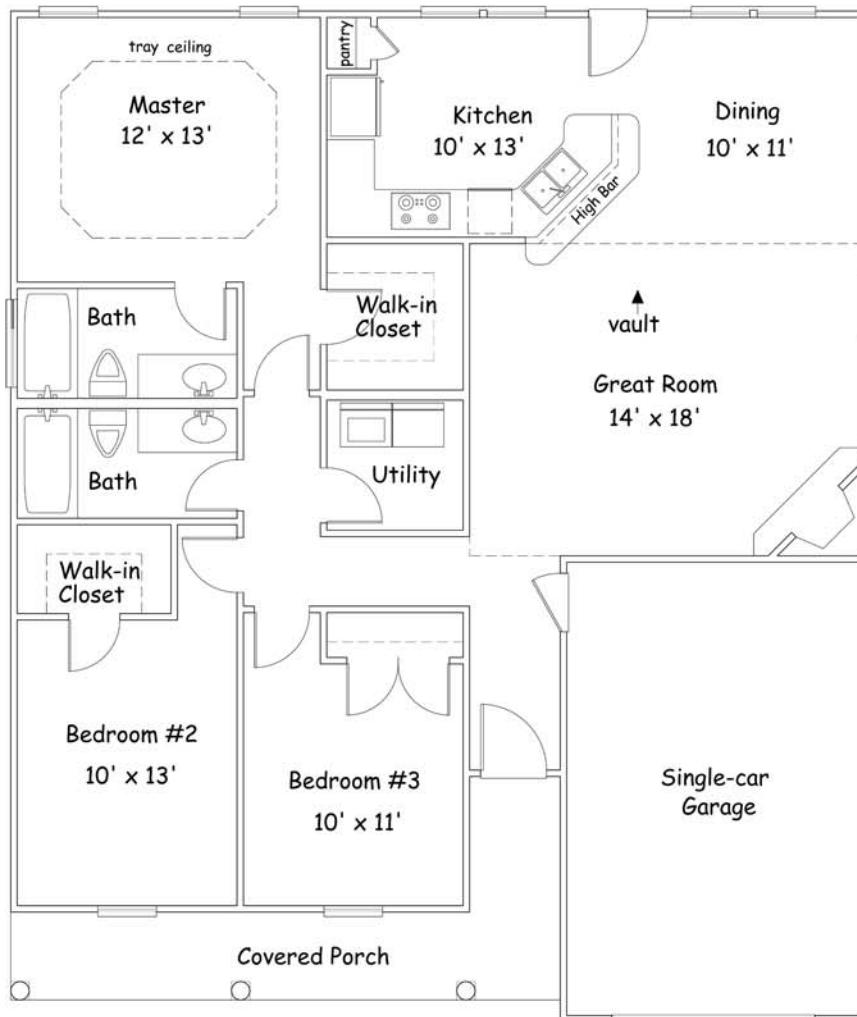 tray ceiling
Master
12' x 13'
pantry
Kitchen
10' x 13'
Dining
10' x 11'
High Bar
Bath
Walk-in
Closet
vault
Great Room
14' x 18'
Bath
Utility
Walk-in
Closet
Bedroom #2
10' x 13'
Bedroom #3
10' x 11'
Single-car
Garage
Covered Porch